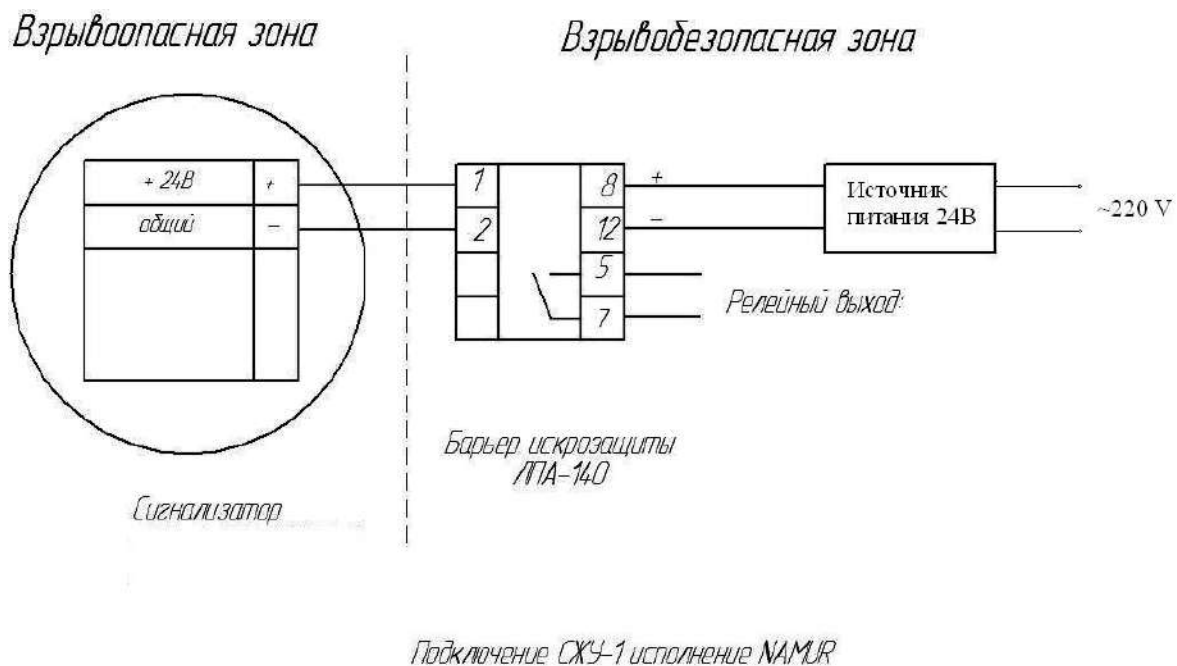 Взрывоопасная зона
Взрывобезопасная зона
+ 24В +
общий –
1
2
8 +
12 –
5
7
Источник
питания 24В
~220 V
Релейный выход:
Барьер искрозащиты
ЛПА-140
Сигнализатор
Подключение СЖУ-1 исполнение NAMUR